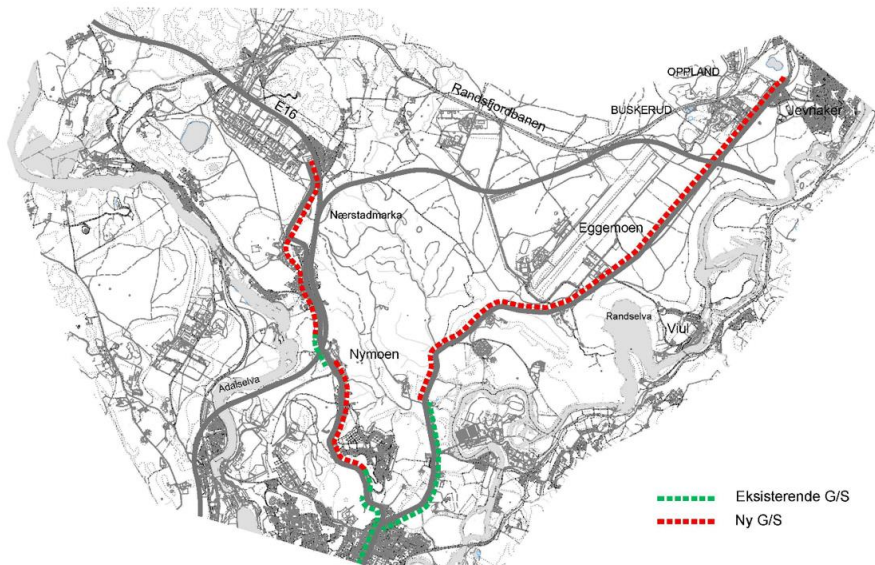 OPPLAND
Randsfjordbanen
BUSKERUD
Jevnaker
E16
Nærstadmarka
Eggemoen
Randselva
Viul
Nymoen
Adalselva
Eksisterende G/S
Ny G/S